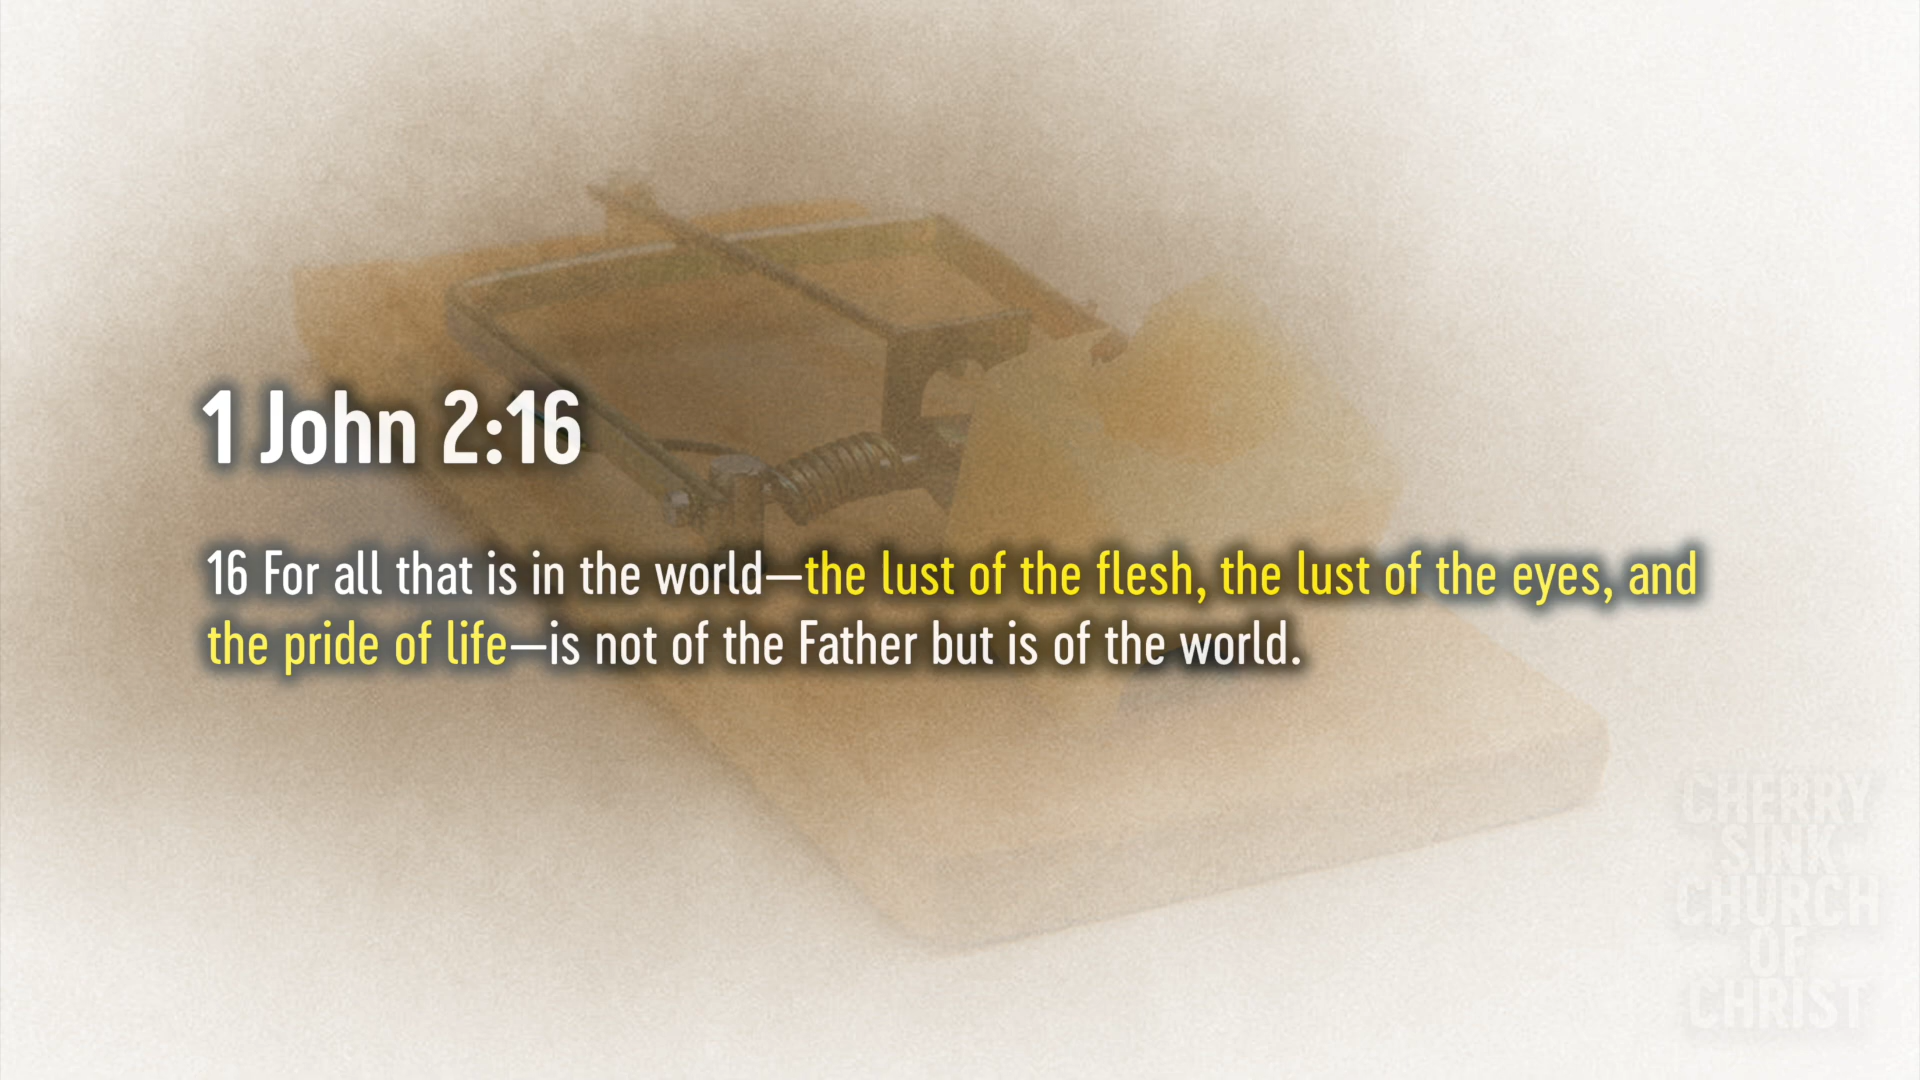 1 John 2:16
16 For all that is in the world—the lust of the flesh, the lust of the eyes, and
the pride of life—is not of the Father but is of the world.
CHERRY
SINK
CHURCH
OF
CHRIST